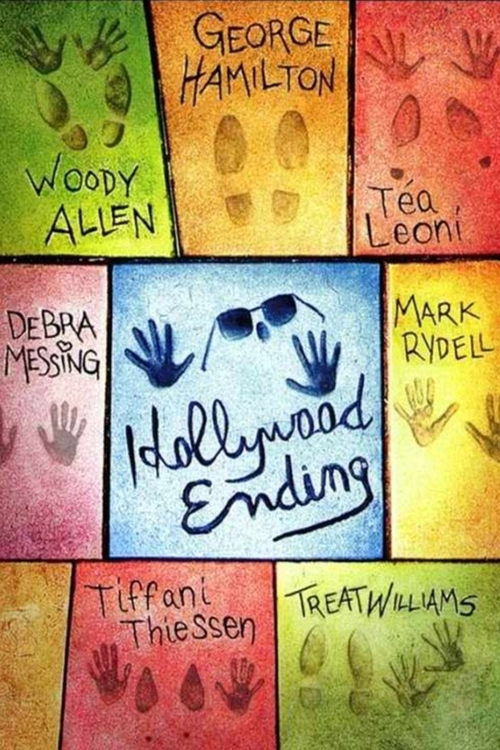 GEORGE
HAMILTON
WOODY
ALLEN
Téa
Leoni
DEBRA
MESSING
MARK
RYDELL
Hollywood
Ending
Tiffani
Thiessen
TREAT WILLIAMS